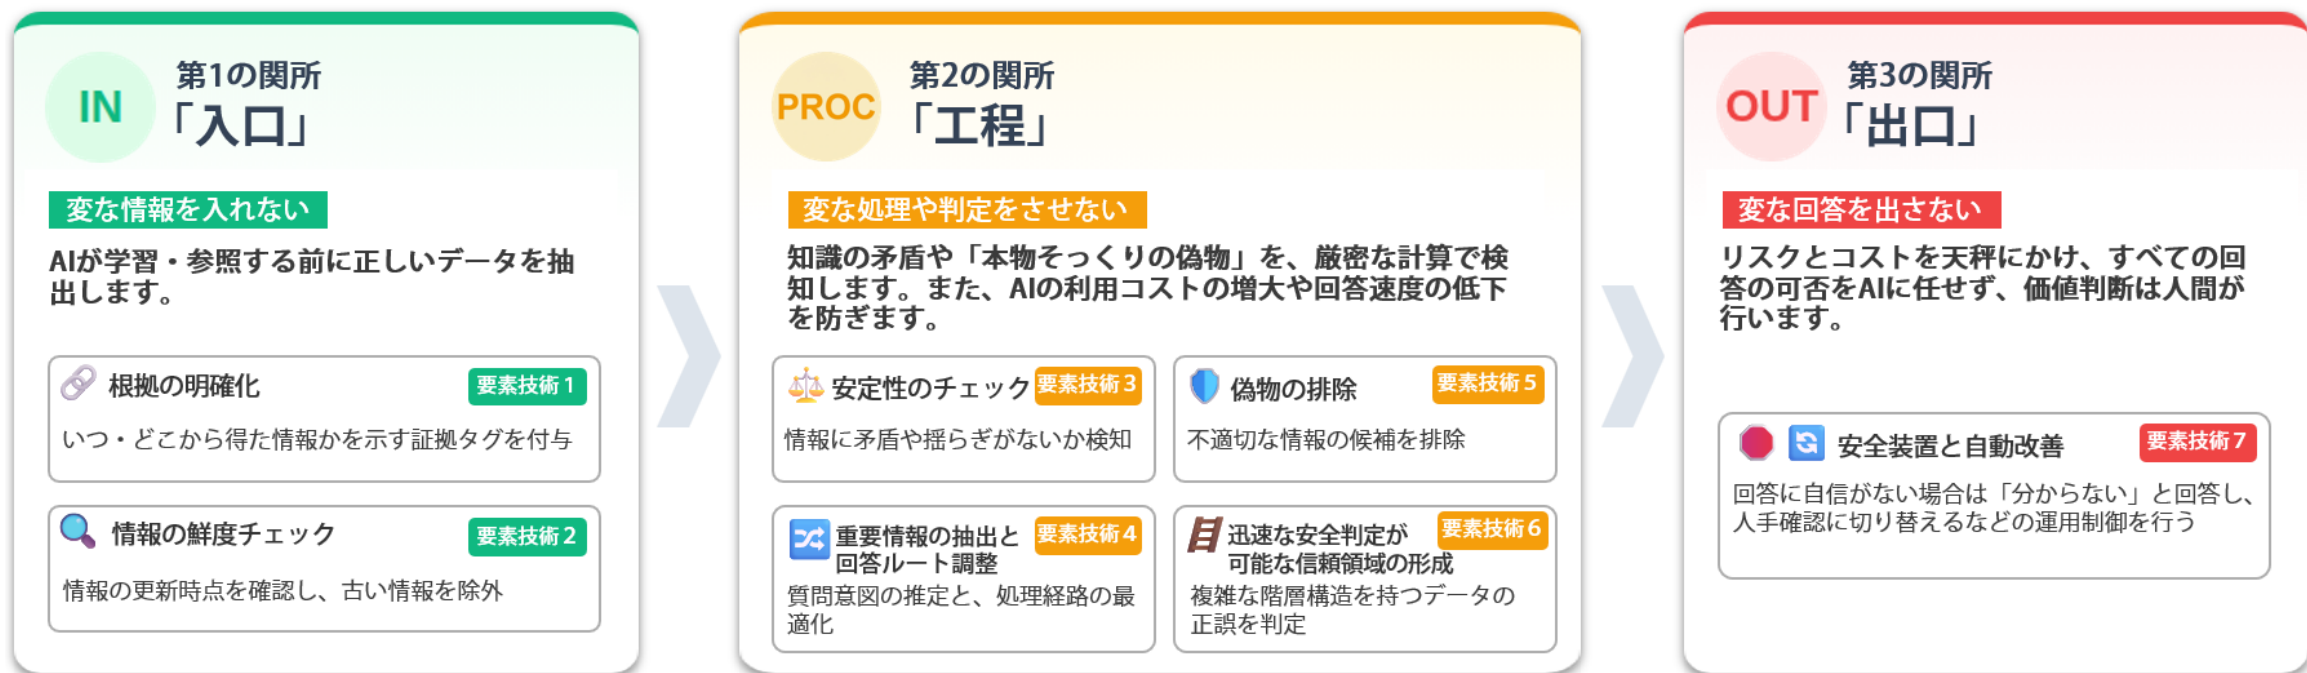 IN
第1の関所
「入口」
変な情報を入れない
AIが学習・参照する前に正しいデータを抽
出します。
根拠の明確化
要素技術1
いつ・どこから得た情報かを示す証拠タグを付与
情報の鮮度チェック
要素技術2
情報の更新時点を確認し、古い情報を除外
PROC
第2の関所
「工程」
変な処理や判定をさせない
知識の矛盾や「本物そっくりの偽物」を、厳密な計算で検
知します。また、AIの利用コストの増大や回答速度の低下
を防ぎます。
安定性のチェック
要素技術3
情報に矛盾や揺らぎがないか検知
偽物の排除
要素技術5
不適切な情報の候補を排除
重要情報の抽出と
回答ルート調整
要素技術4
質問意図の推定と、処理経路の最
適化
迅速な安全判定が
可能な信頼領域の形成
要素技術6
複雑な階層構造を持つデータの
正誤を判定
OUT
第3の関所
「出口」
変な回答を出さない
リスクとコストを天秤にかけ、すべての回
答の可否をAIに任せず、価値判断は人間が
行います。
安全装置と自動改善
要素技術7
回答に自信がない場合は「分からない」と回答し、
人手確認に切り替えるなどの運用制御を行う